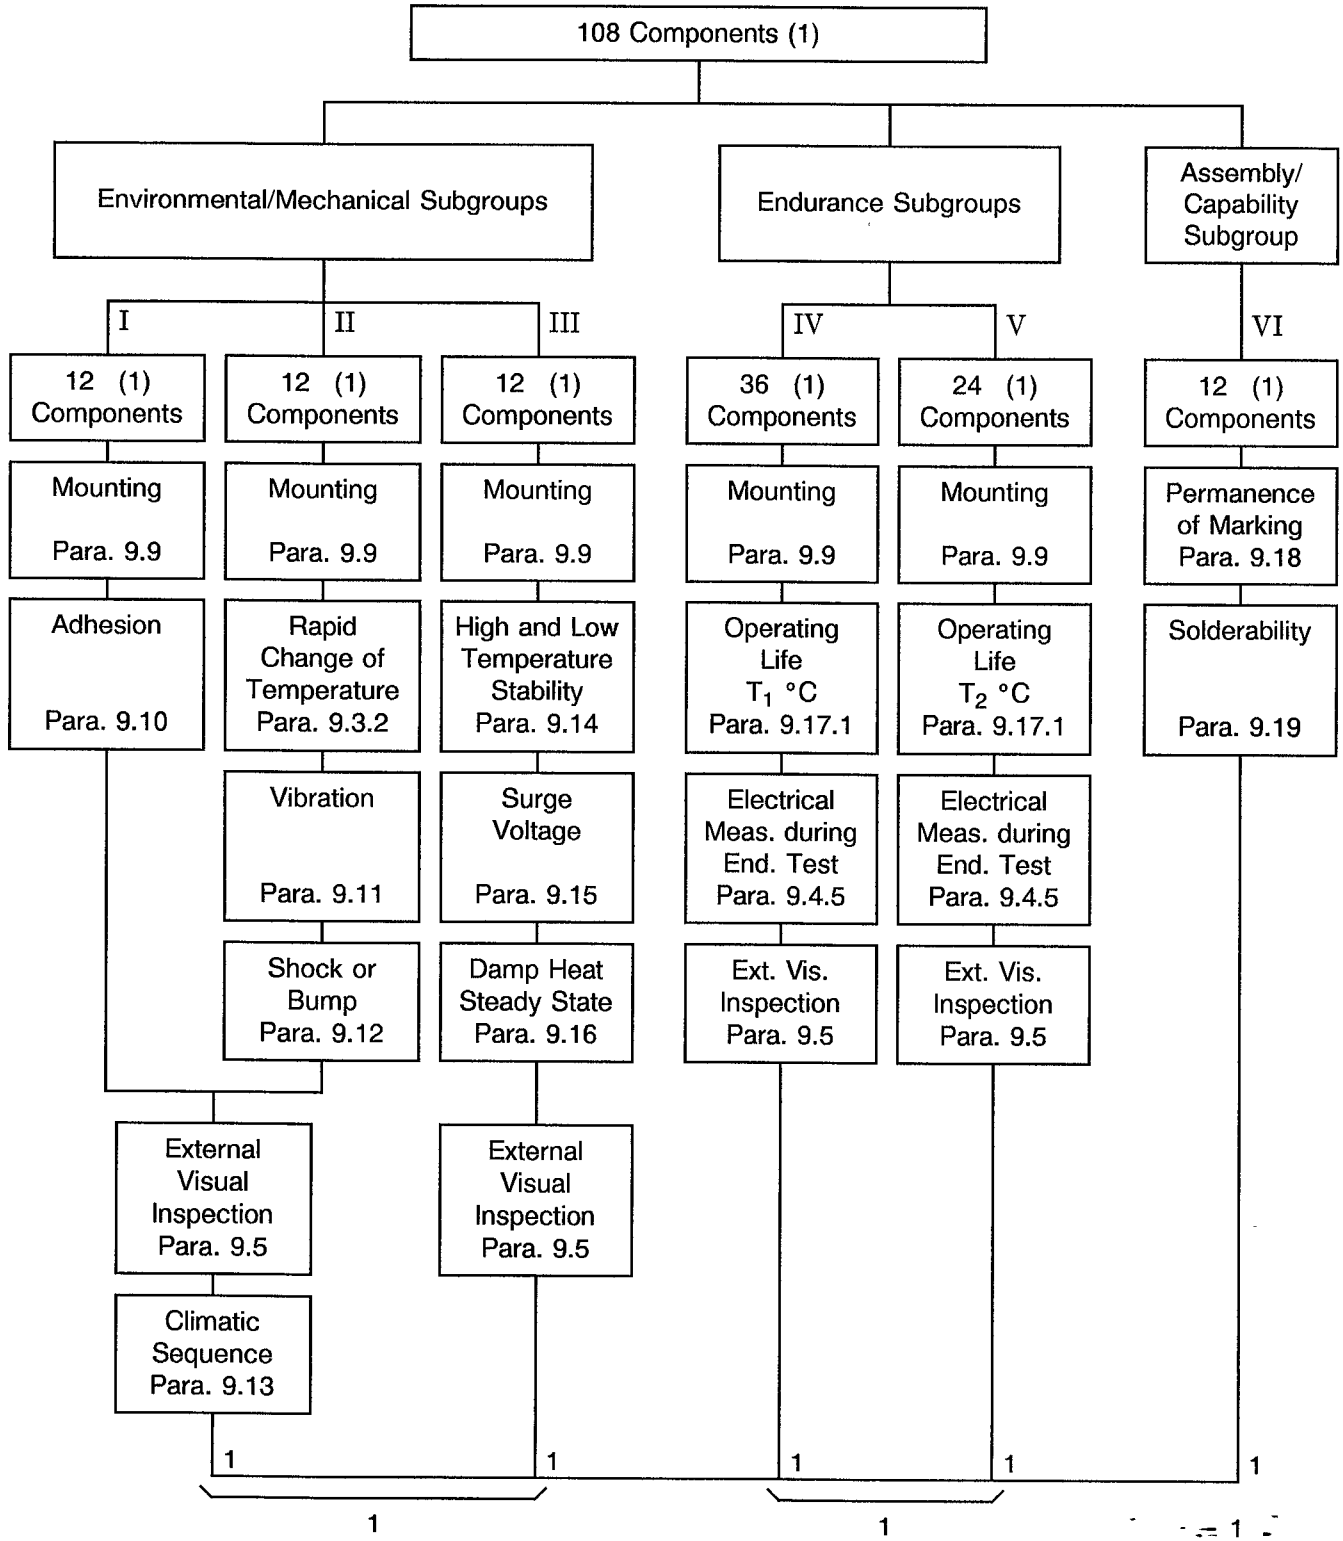 108 Components (1)
Environmental/Mechanical Subgroups
Endurance Subgroups
Assembly/
Capability
Subgroup
I
II
III
IV
V
VI
12 (1)
Components
12 (1)
Components
12 (1)
Components
36 (1)
Components
24 (1)
Components
12 (1)
Components
Mounting
Para. 9.9
Mounting
Para. 9.9
Mounting
Para. 9.9
Mounting
Para. 9.9
Mounting
Para. 9.9
Permanence
of Marking
Para. 9.18
Adhesion
Para. 9.10
Rapid
Change of
Temperature
Para. 9.3.2
High and Low
Temperature
Stability
Para. 9.14
Operating
Life
T₁ °C
Para. 9.17.1
Operating
Life
T₂ °C
Para. 9.17.1
Solderability
Para. 9.19
Vibration
Para. 9.11
Surge
Voltage
Para. 9.15
Electrical
Meas. during
End. Test
Para. 9.4.5
Electrical
Meas. during
End. Test
Para. 9.4.5
Shock or
Bump
Para. 9.12
Damp Heat
Steady State
Para. 9.16
Ext. Vis.
Inspection
Para. 9.5
Ext. Vis.
Inspection
Para. 9.5
External
Visual
Inspection
Para. 9.5
External
Visual
Inspection
Para. 9.5
Climatic
Sequence
Para. 9.13
1
1
1
1
1
1
1
1